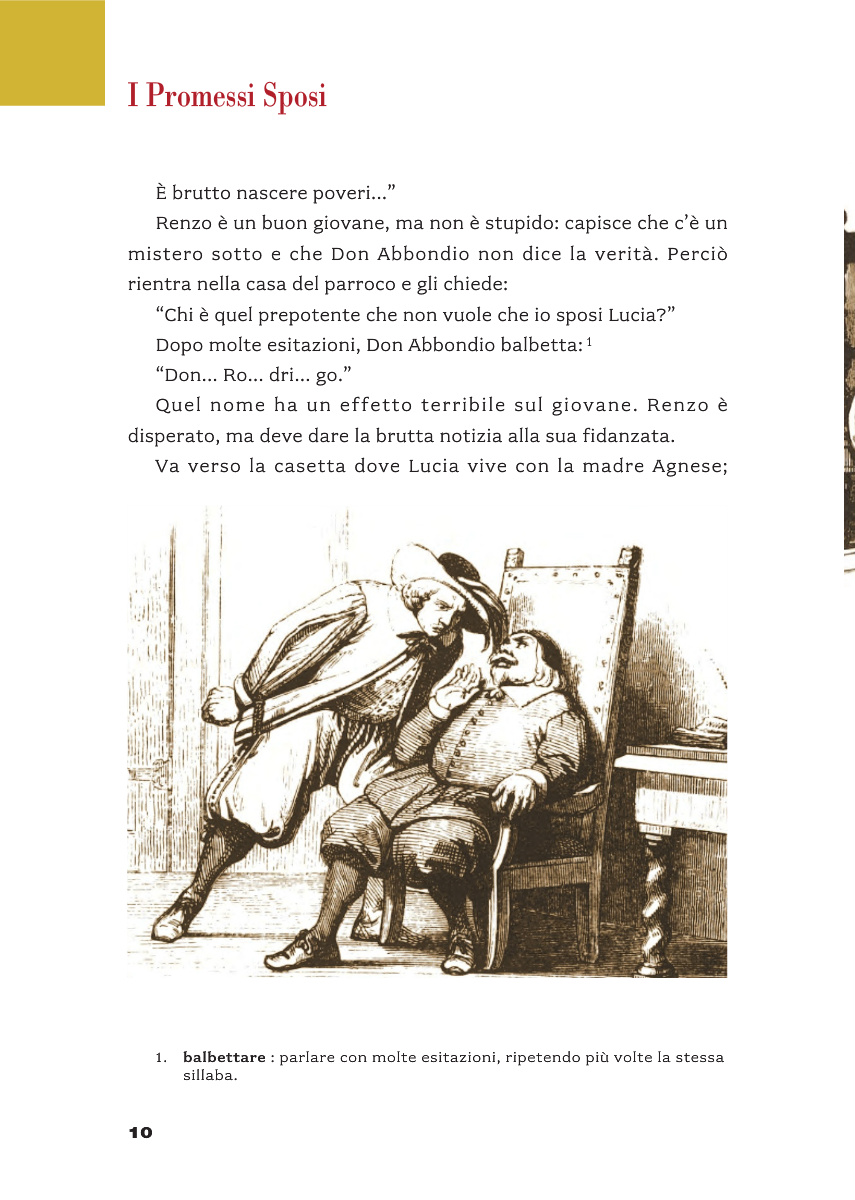 I Promessi Sposi
È brutto nascere poveri...”
Renzo è un buon giovane, ma non è stupido: capisce che c’è un
mistero sotto e che Don Abbondio non dice la verità. Perciò
rientra nella casa del parroco e gli chiede:
“Chi è quel prepotente che non vuole che io sposi Lucia?”
Dopo molte esitazioni, Don Abbondio balbetta: 1
“Don... Ro... dri... go.”
Quel nome ha un effetto terribile sul giovane. Renzo è
disperato, ma deve dare la brutta notizia alla sua fidanzata.
Va verso la casetta dove Lucia vive con la madre Agnese;
1. balbettare : parlare con molte esitazioni, ripetendo più volte la stessa
sillaba.
10